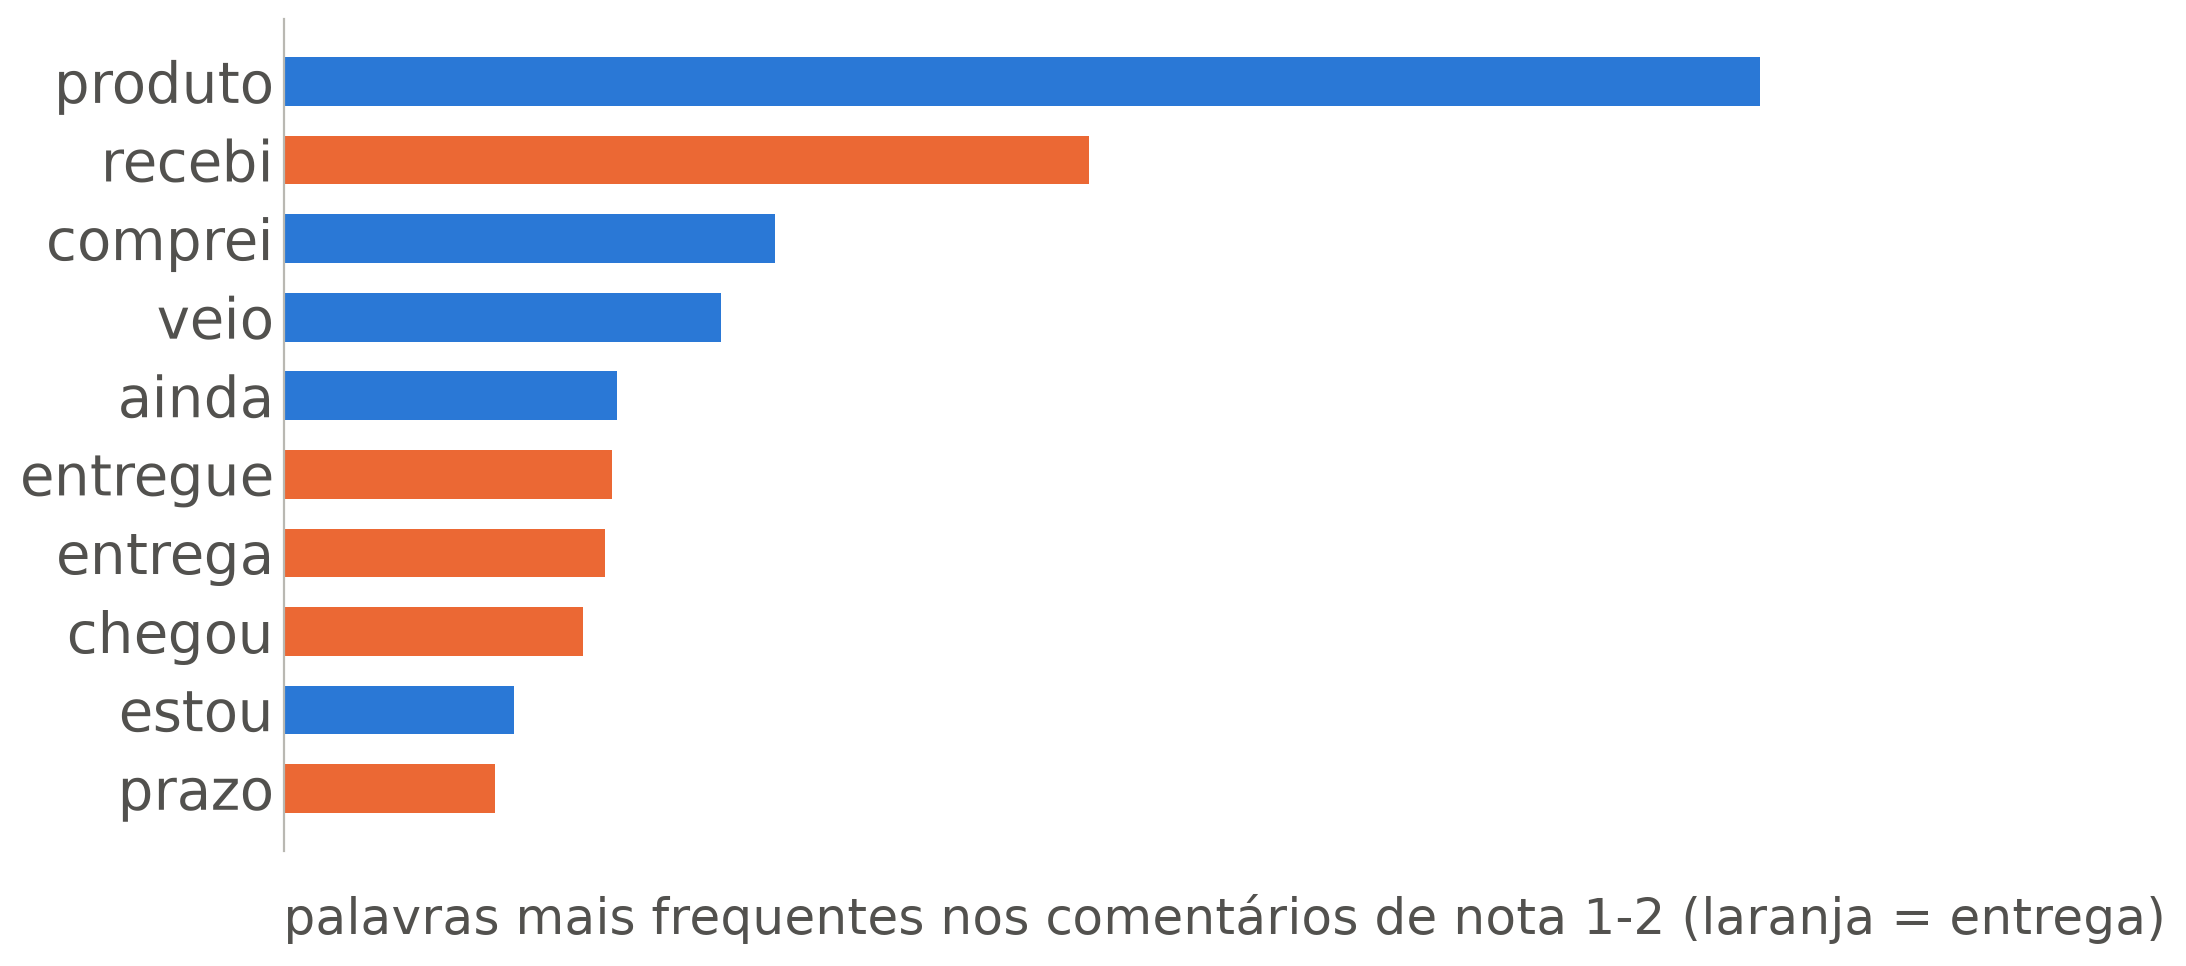 produto
recebi
comprei
veio
ainda
entregue
entrega
chegou
estou
prazo
palavras mais frequentes nos comentários de nota 1-2 (laranja = entrega)